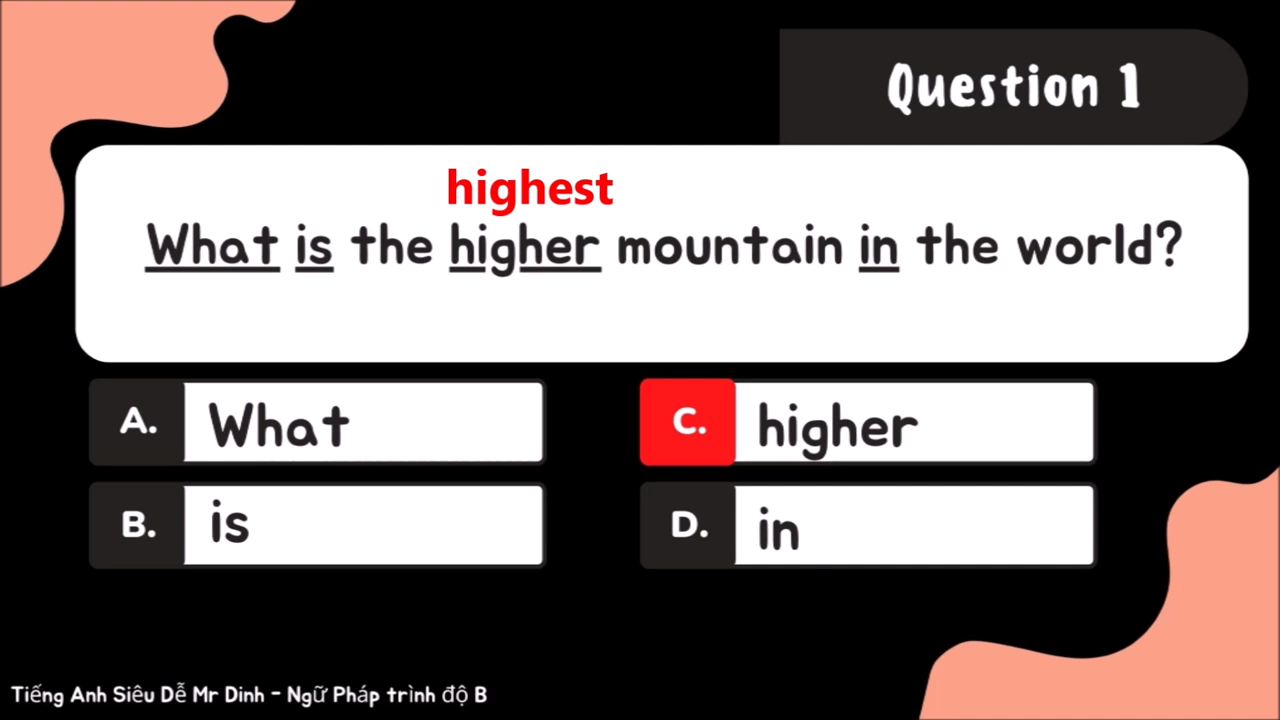 Question 1
highest
What is the higher mountain in the world?
A. What
B. is
C. higher
D. in
Tiếng Anh Siêu Dễ Mr Dinh - Ngữ Pháp trình độ B